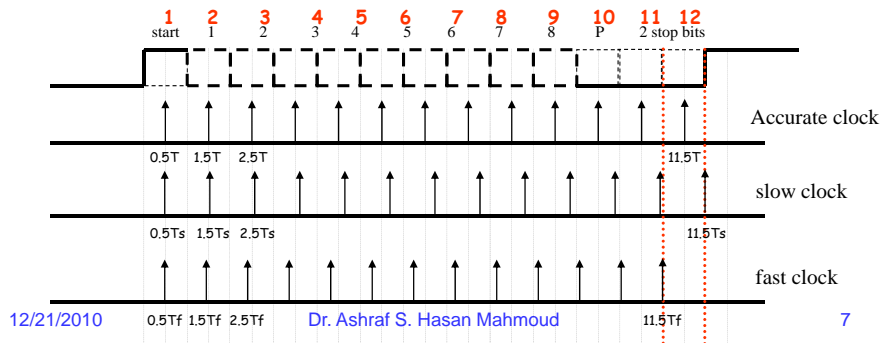 1 2 3 4 5 6 7 8 9 10 11 12
start 1 2 3 4 5 6 7 8 P 2 stop bits
Accurate clock
0.5T 1.5T 2.5T 11.5T
slow clock
0.5Ts 1.5Ts 2.5Ts 11.5Ts
fast clock
0.5Tf 1.5Tf 2.5Tf 11.5Tf
12/21/2010 Dr. Ashraf S. Hasan Mahmoud 7